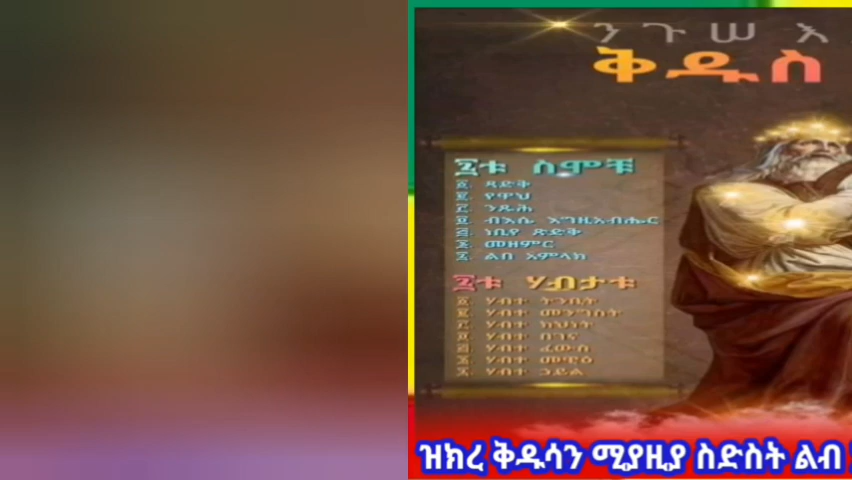 ንጉሠ እ
ቅዱስ
፯ቱ ስሞቹ
፩. ጻድቅ
፪. የዋህ
፫. ንጹሕ
፬. ብእሴ እግዚአብሔር
፭. ነቢየ ጽድቅ
፮. መዘምር
፯. ልበ አምላክ
፯ቱ ሃብታቱ
፩. ሃብተ ትንቢት
፪. ሃብተ መንግስት
፫. ሃብተ ክህነት
፬. ሃብተ በገና
፭. ሃብተ ፈውስ
፮. ሃብተ መዊዕ
፯. ሃብተ ኃይል
ዝክረ ቅዱሳን ሚያዚያ ስድስት ልብ